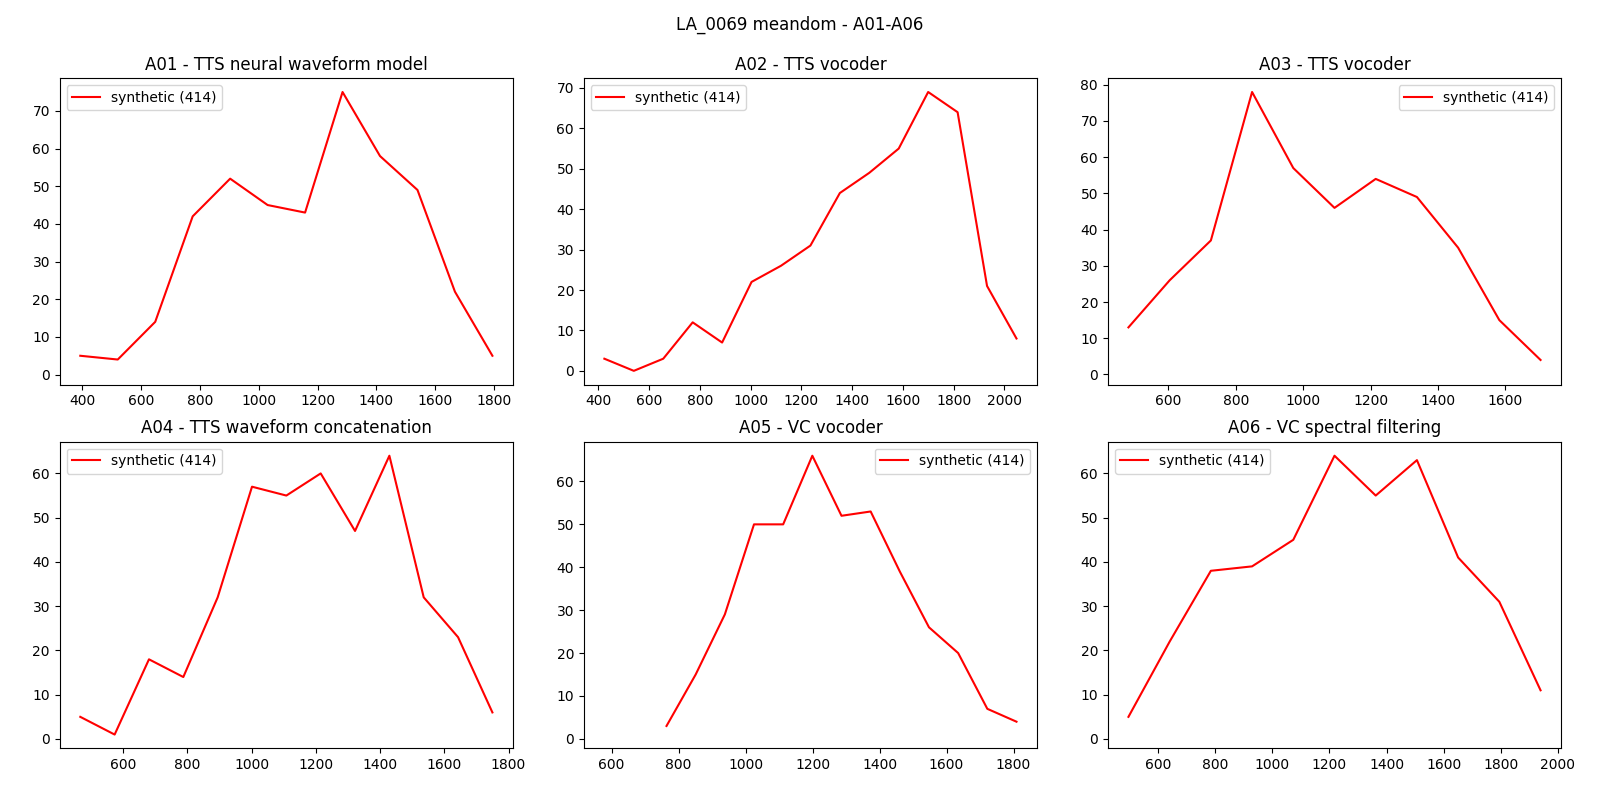 LA_0069 meandom - A01-A06
A01 - TTS neural waveform model
synthetic (414)
70
60
50
40
30
20
10
0
400 600 800 1000 1200 1400 1600 1800
A02 - TTS vocoder
synthetic (414)
70
60
50
40
30
20
10
0
400 600 800 1000 1200 1400 1600 1800 2000
A03 - TTS vocoder
synthetic (414)
80
70
60
50
40
30
20
10
0
600 800 1000 1200 1400 1600
A04 - TTS waveform concatenation
synthetic (414)
60
50
40
30
20
10
0
600 800 1000 1200 1400 1600 1800
A05 - VC vocoder
synthetic (414)
60
50
40
30
20
10
0
600 800 1000 1200 1400 1600 1800
A06 - VC spectral filtering
synthetic (414)
60
50
40
30
20
10
0
600 800 1000 1200 1400 1600 1800 2000